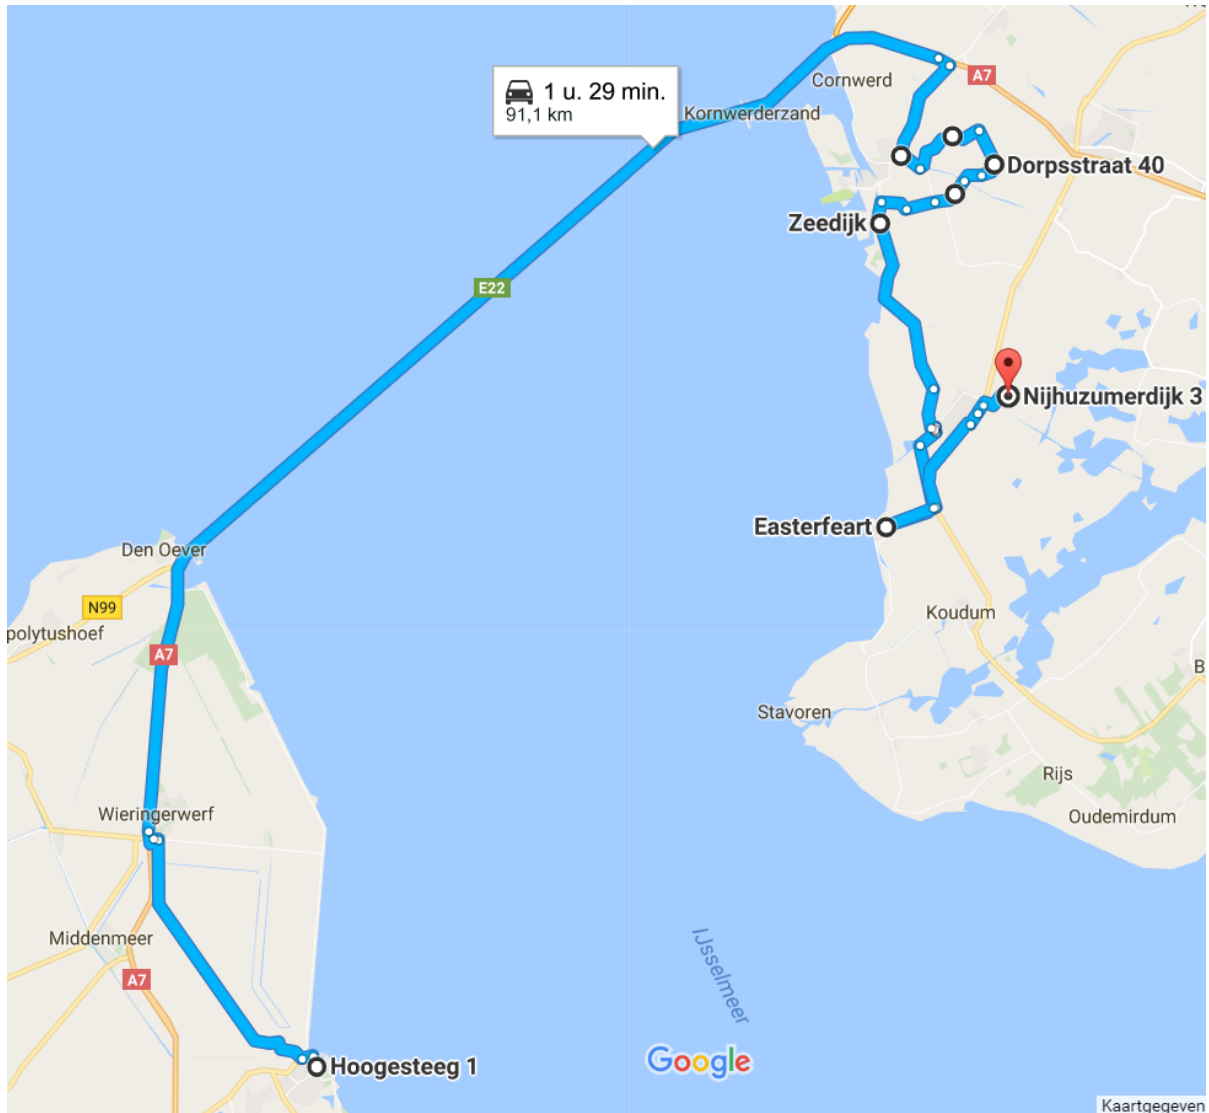 A7
Cornwerd
1 u. 29 min.
91,1 km
Kornwerderzand
Dorpsstraat 40
Zeedijk
E22
Nijhuzumerdijk 3
Easterfeart
Den Oever
N99
Koudum
polytushoef
A7
B
Stavoren
Rijs
Wieringerwerf
Oudemirdum
Middenmeer
IJsselmeer
A7
Google
Hoogesteeg 1
Kaartgegeven